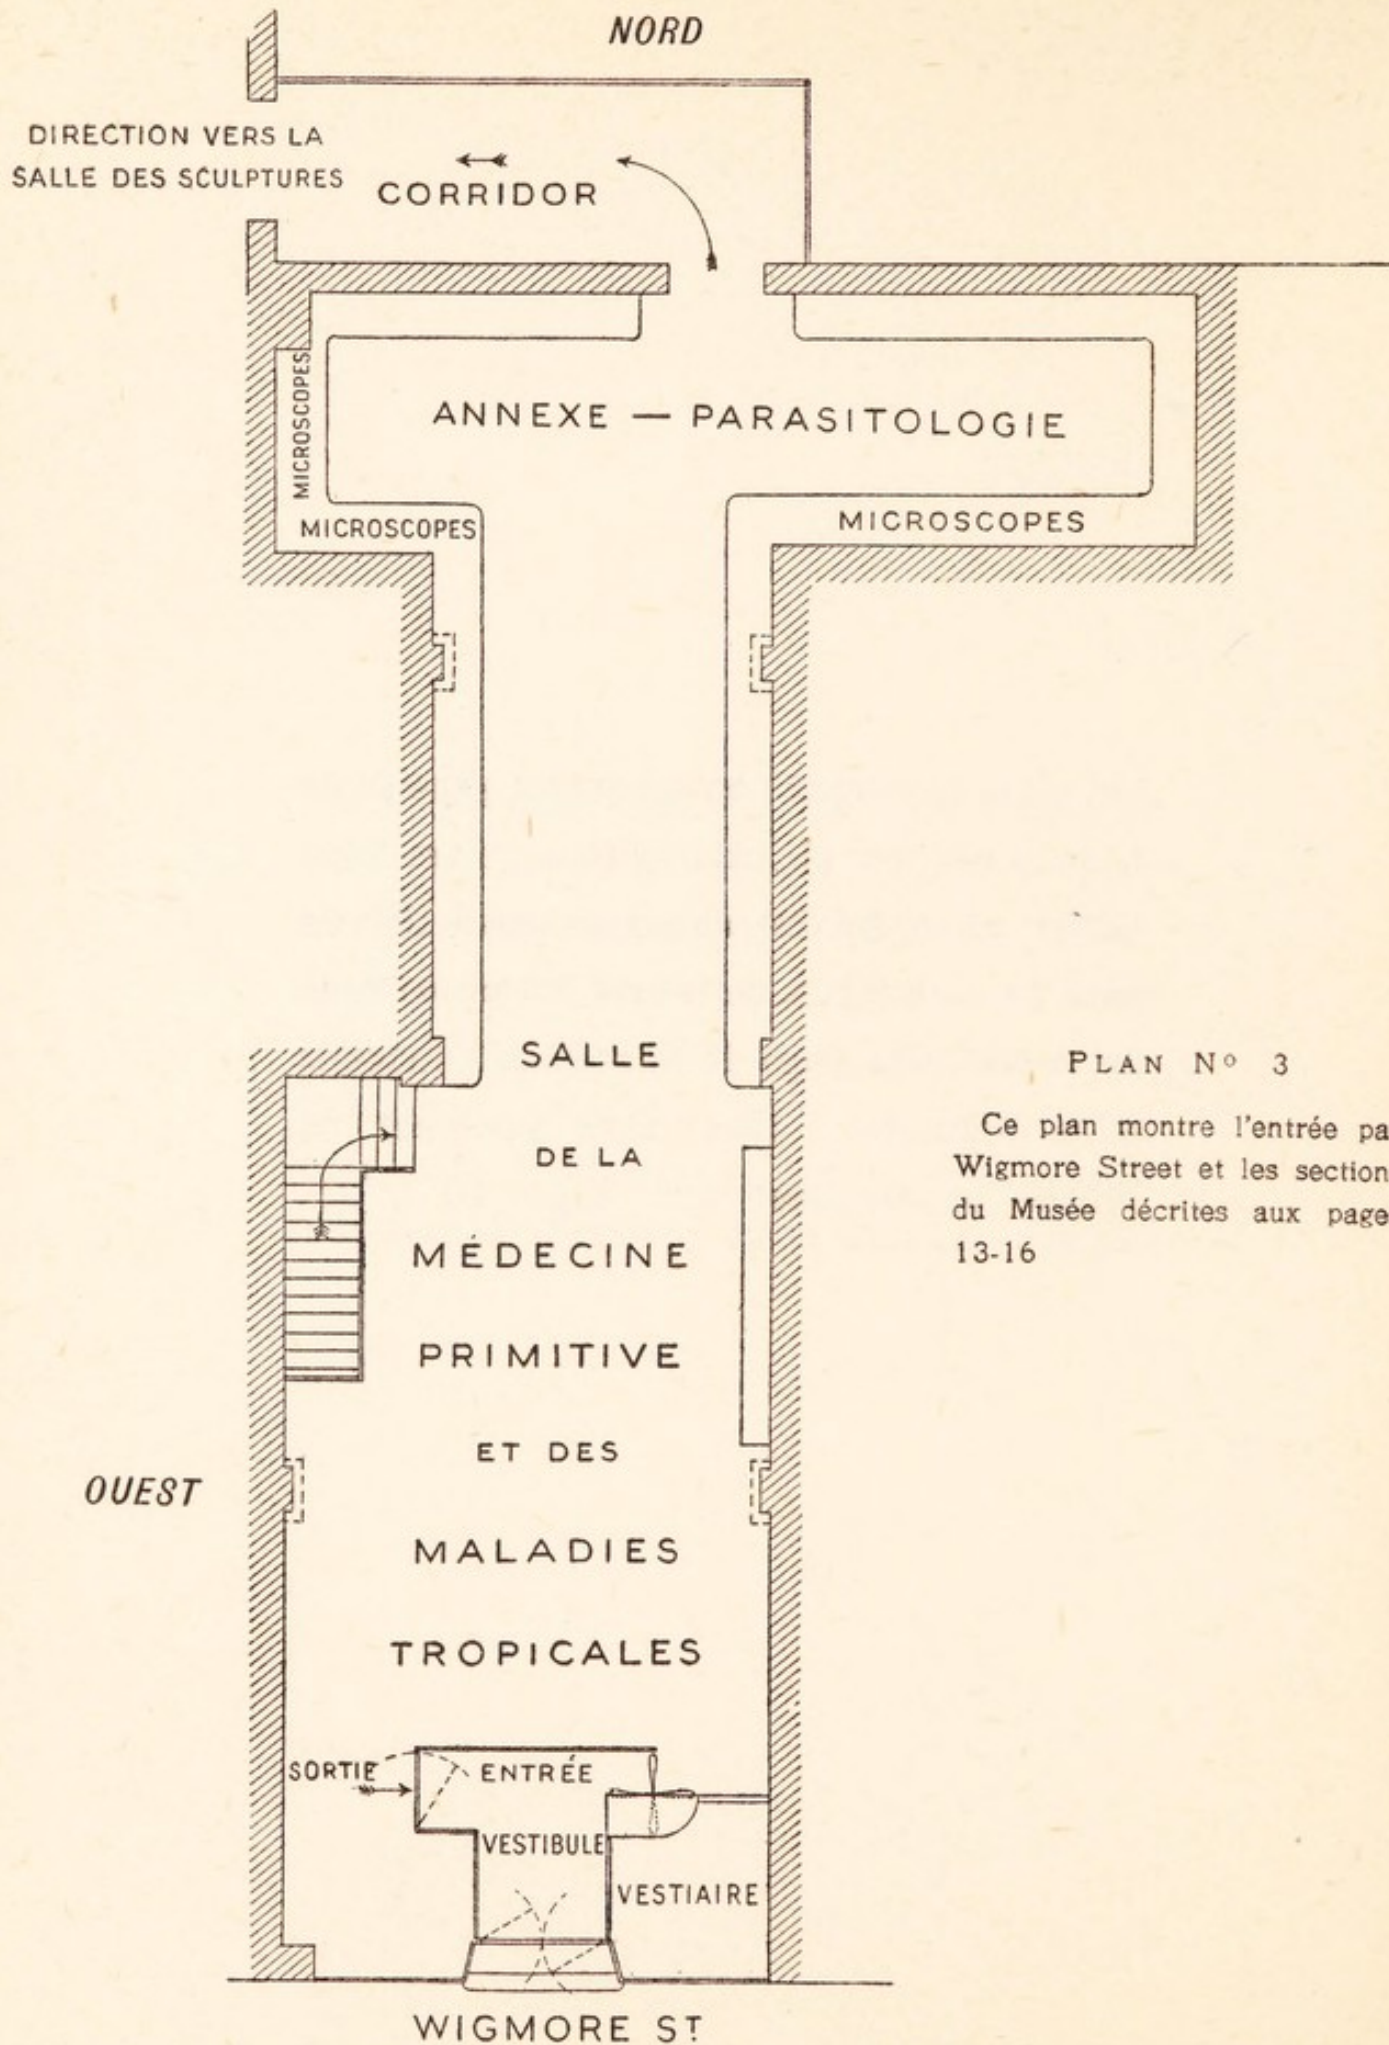 NORD
DIRECTION VERS LA
SALLE DES SCULPTURES
CORRIDOR
ANNEXE — PARASITOLOGIE
MICROSCOPES
MICROSCOPES
MICROSCOPES
SALLE
DE LA
MÉDECINE
PRIMITIVE
ET DES
MALADIES
TROPICALES
OUEST
PLAN Nº 3
Ce plan montre l'entrée pa
Wigmore Street et les section
du Musée décrites aux page
13-16
SORTIE
ENTRÉE
VESTIBULE
VESTIAIRE
WIGMORE ST